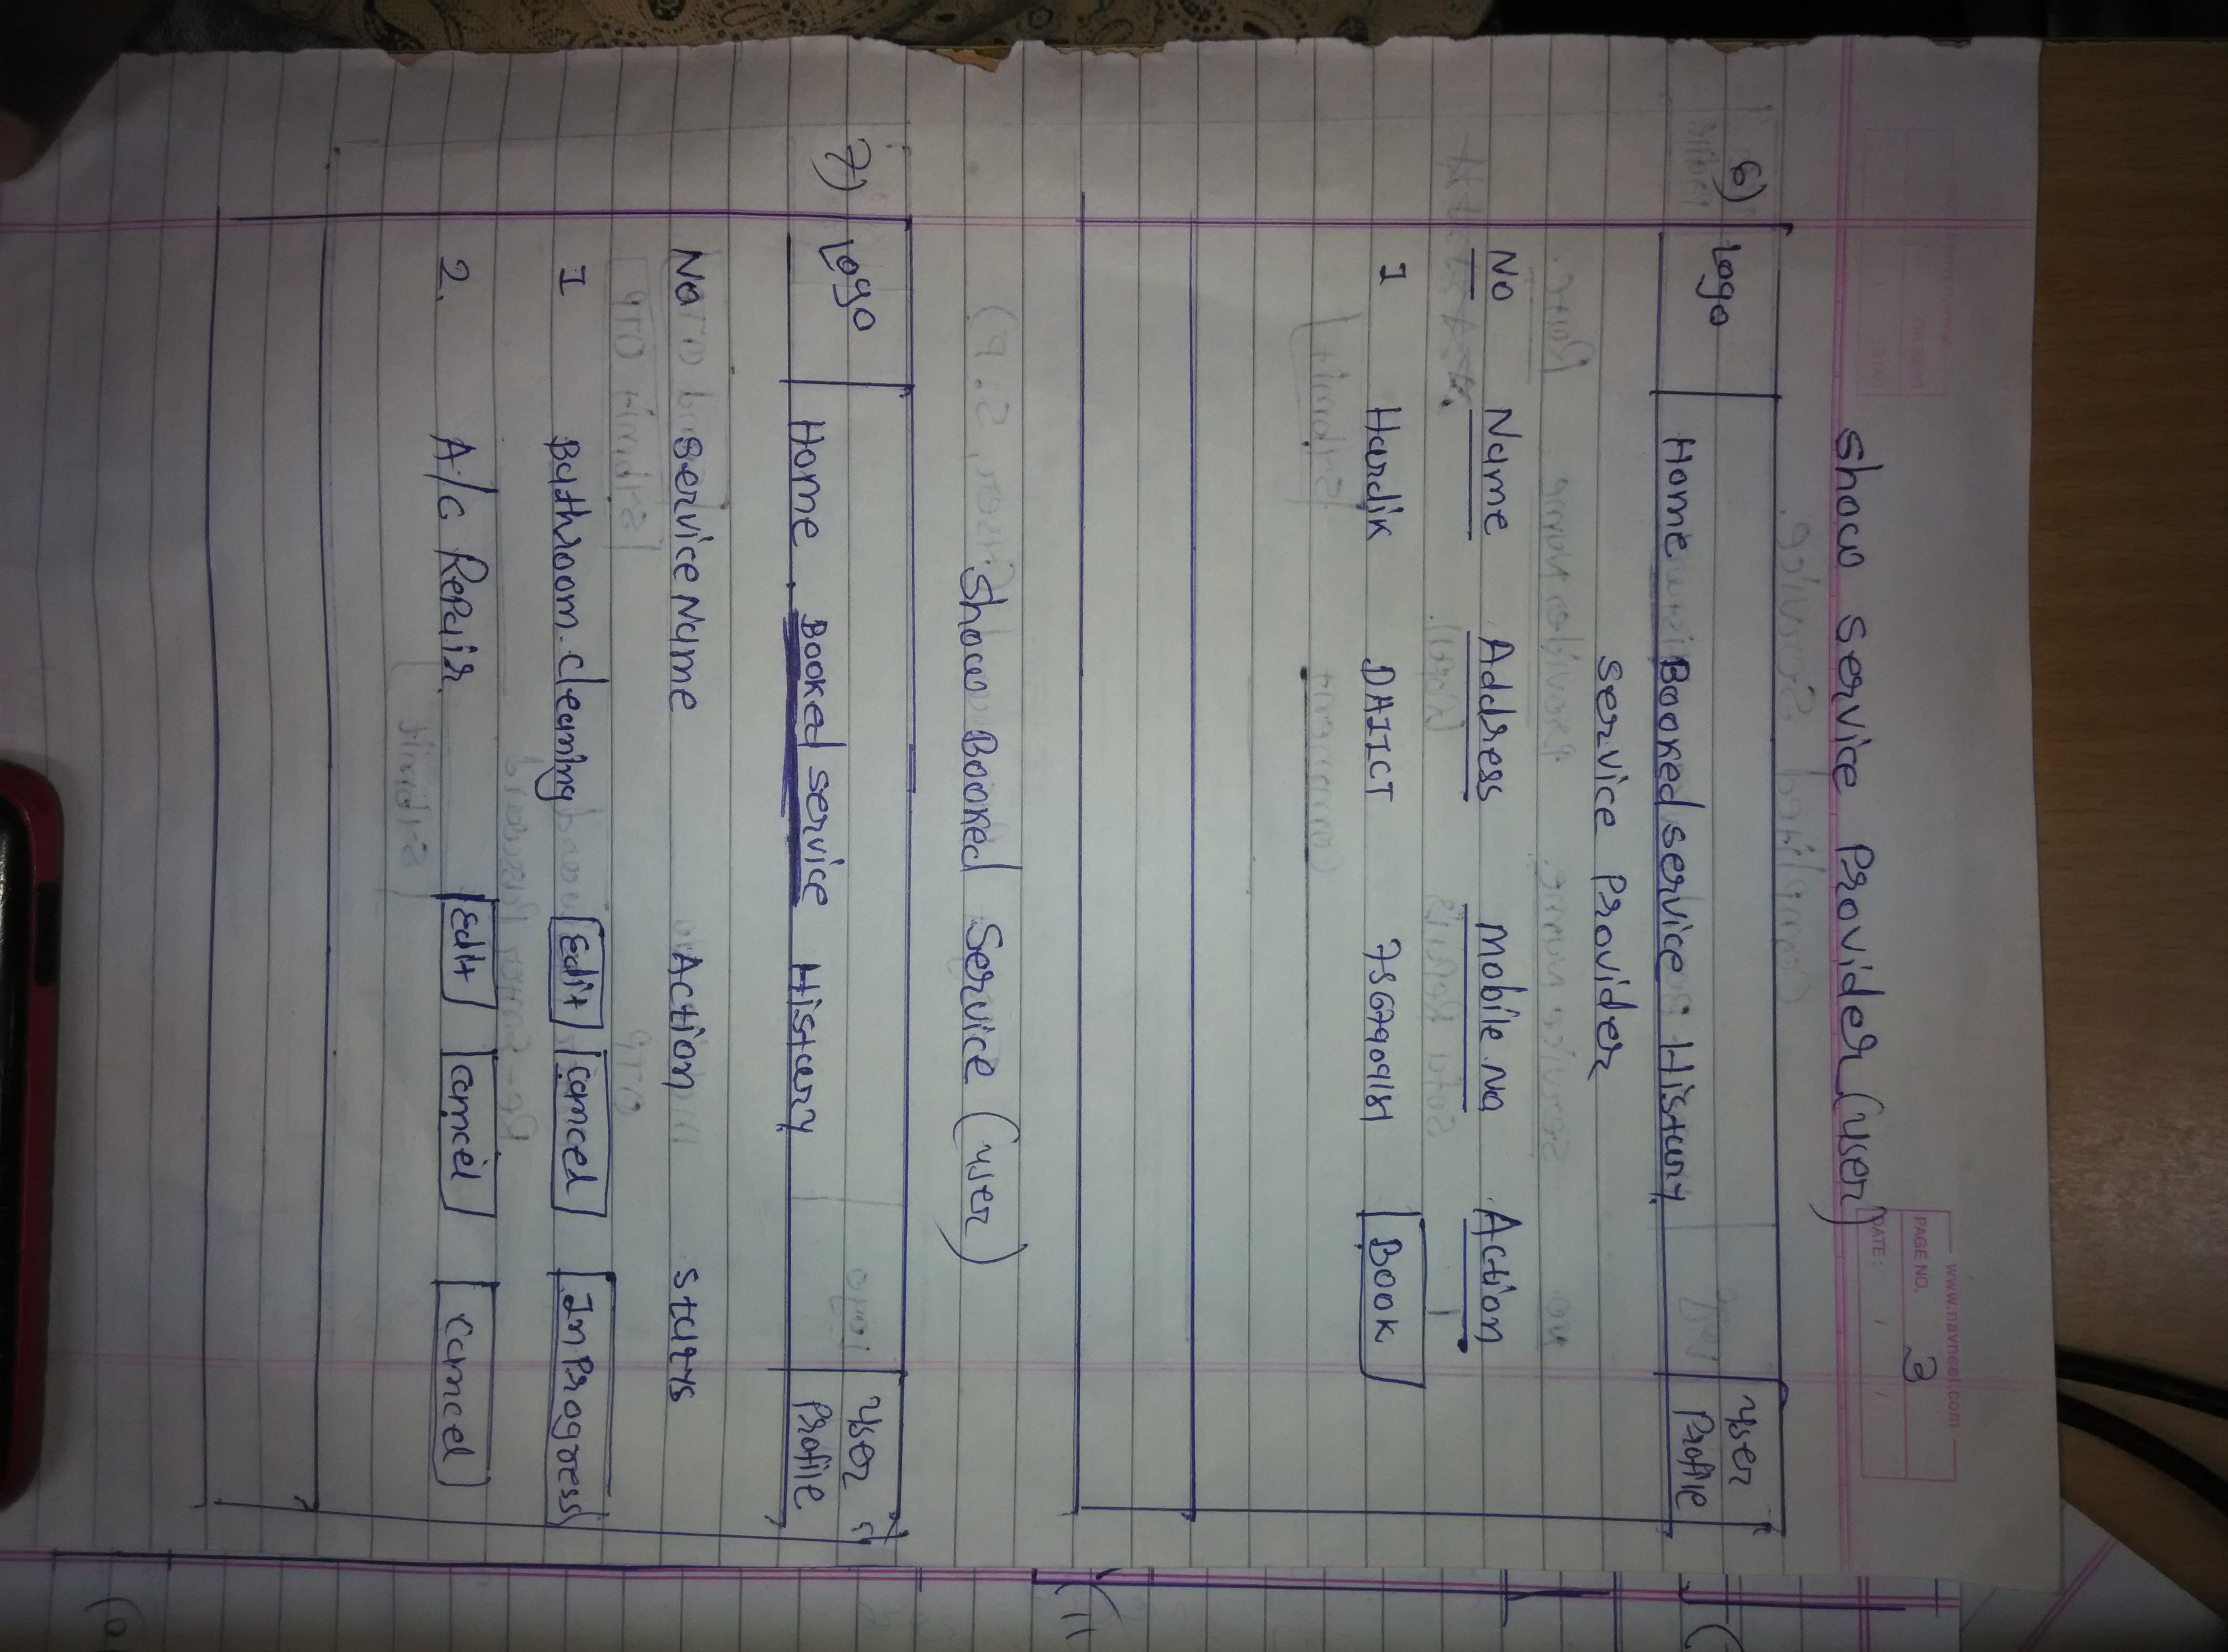 www.navneet.com
PAGE NO. 3
DATE:
Show Service Provider (user)
6) Logo Home Booked service History User Profile
Service Provider
No Name Address Mobile no Action
1 Hardik DAIICT Book
Show Booked Service (user)
7) Logo Home Booked service History User Profile
No Service Name Action Status
1 Bathroom cleaning Edit Cancel In Progress
2. A/C Repair Edit Cancel Cancel